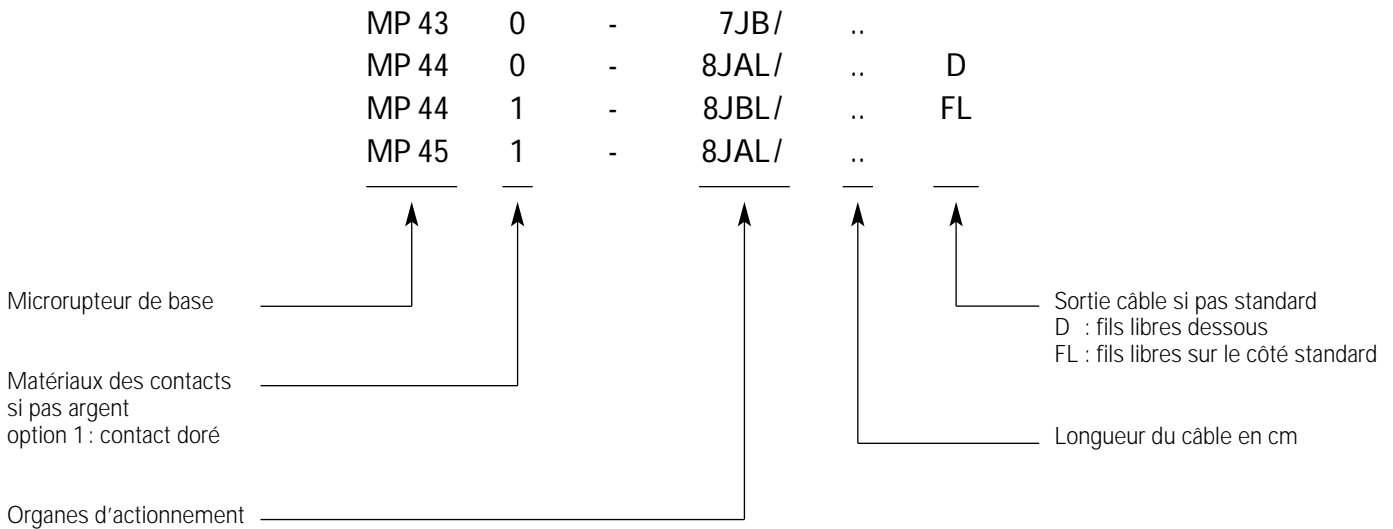 MP 43 0 - 7JB/ ..
MP 44 0 - 8JAL/ .. D
MP 44 1 - 8JBL/ .. FL
MP 45 1 - 8JAL/ ..
Microrupteur de base
Matériaux des contacts
si pas argent
option 1 : contact doré
Organes d'actionnement
Sortie câble si pas standard
D : fils libres dessous
FL : fils libres sur le côté standard
Longueur du câble en cm